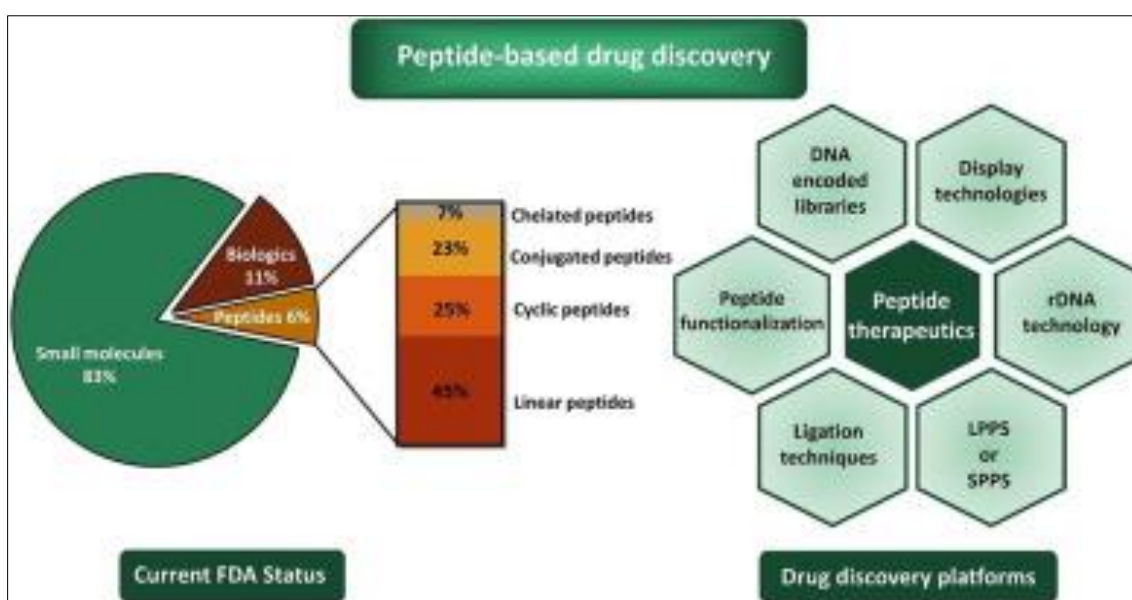 Peptide-based drug discovery
Biologics
11%
Peptides 6%
Small molecules
83%
7%
Chelated peptides
23%
Conjugated peptides
25%
Cyclic peptides
45%
Linear peptides
Current FDA Status
DNA
encoded
libraries
Display
technologies
Peptide
functionalization
Peptide
therapeutics
rDNA
technology
Ligation
techniques
LPPS
or
SPPS
Drug discovery platforms